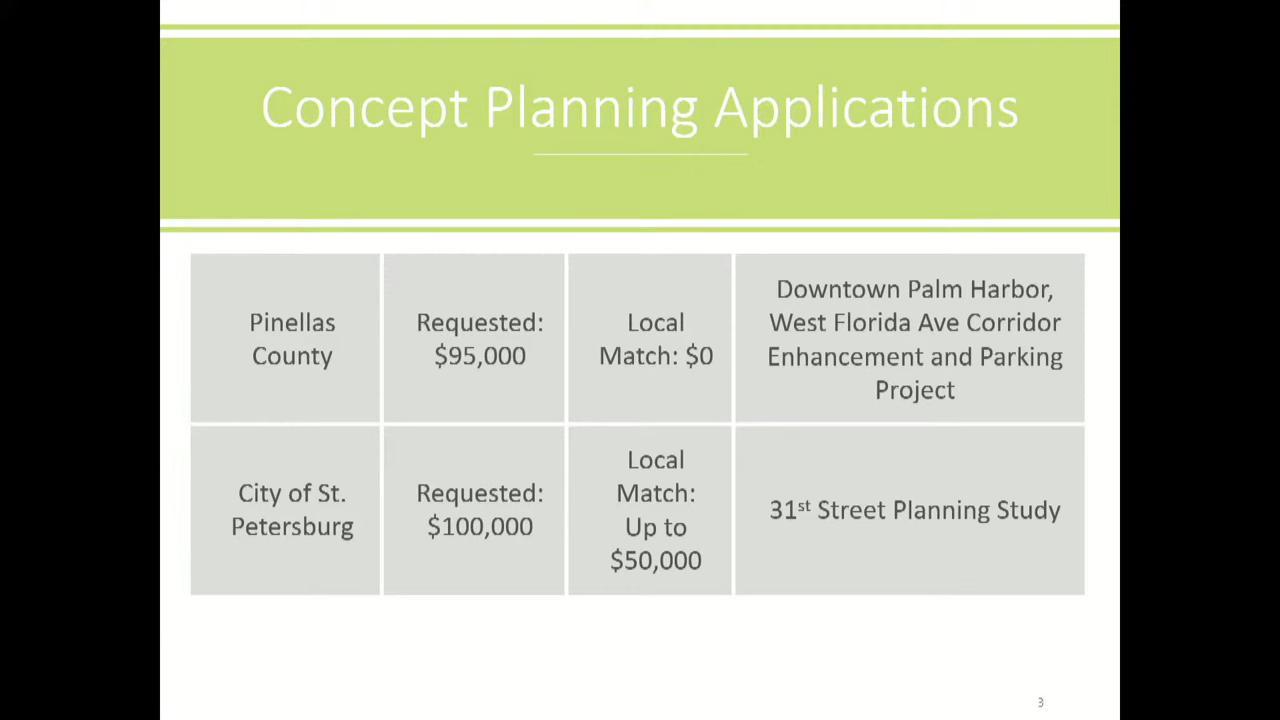 Concept Planning Applications
Pinellas
County
Requested:
$95,000
Local
Match: $0
Downtown Palm Harbor,
West Florida Ave Corridor
Enhancement and Parking
Project
City of St.
Petersburg
Requested:
$100,000
Local
Match:
Up to
$50,000
31st Street Planning Study
3